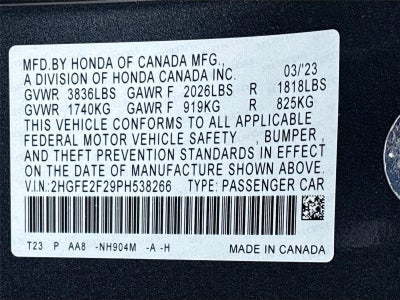 MFD.BY HONDA OF CANADA MFG.,
A DIVISION OF HONDA CANADA INC. 03/'23
GVWR 3836LBS GAWR F 2026LBS R 1818LBS
GVWR 1740KG GAWR F 919KG R 825KG
THIS VEHICLE CONFORMS TO ALL APPLICABLE
FEDERAL MOTOR VEHICLE SAFETY , BUMPER ,
AND THEFT PREVENTION STANDARDS IN EFFECT
ON THE DATE OF MANUFACTURE SHOWN ABOVE.
V.I.N: 2HGFE2F29PH538266 TYPE: PASSENGER CAR
T23 P AA8 -NH904M -A -H MADE IN CANADA